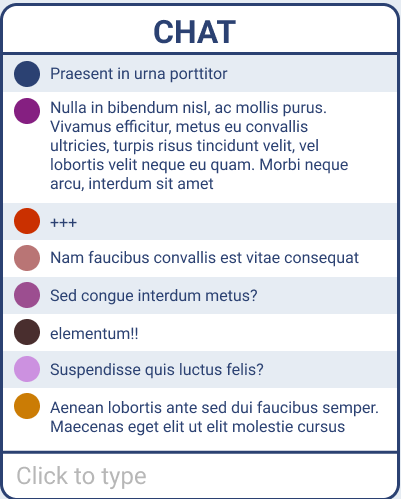 CHAT
Praesent in urna porttitor
Nulla in bibendum nisl, ac mollis purus.
Vivamus efficitur, metus eu convallis
ultricies, turpis risus tincidunt velit, vel
lobortis velit neque eu quam. Morbi neque
arcu, interdum sit amet
+++
Nam faucibus convallis est vitae consequat
Sed congue interdum metus?
elementum!!
Suspendisse quis luctus felis?
Aenean lobortis ante sed dui faucibus semper.
Maecenas eget elit ut elit molestie cursus
Click to type